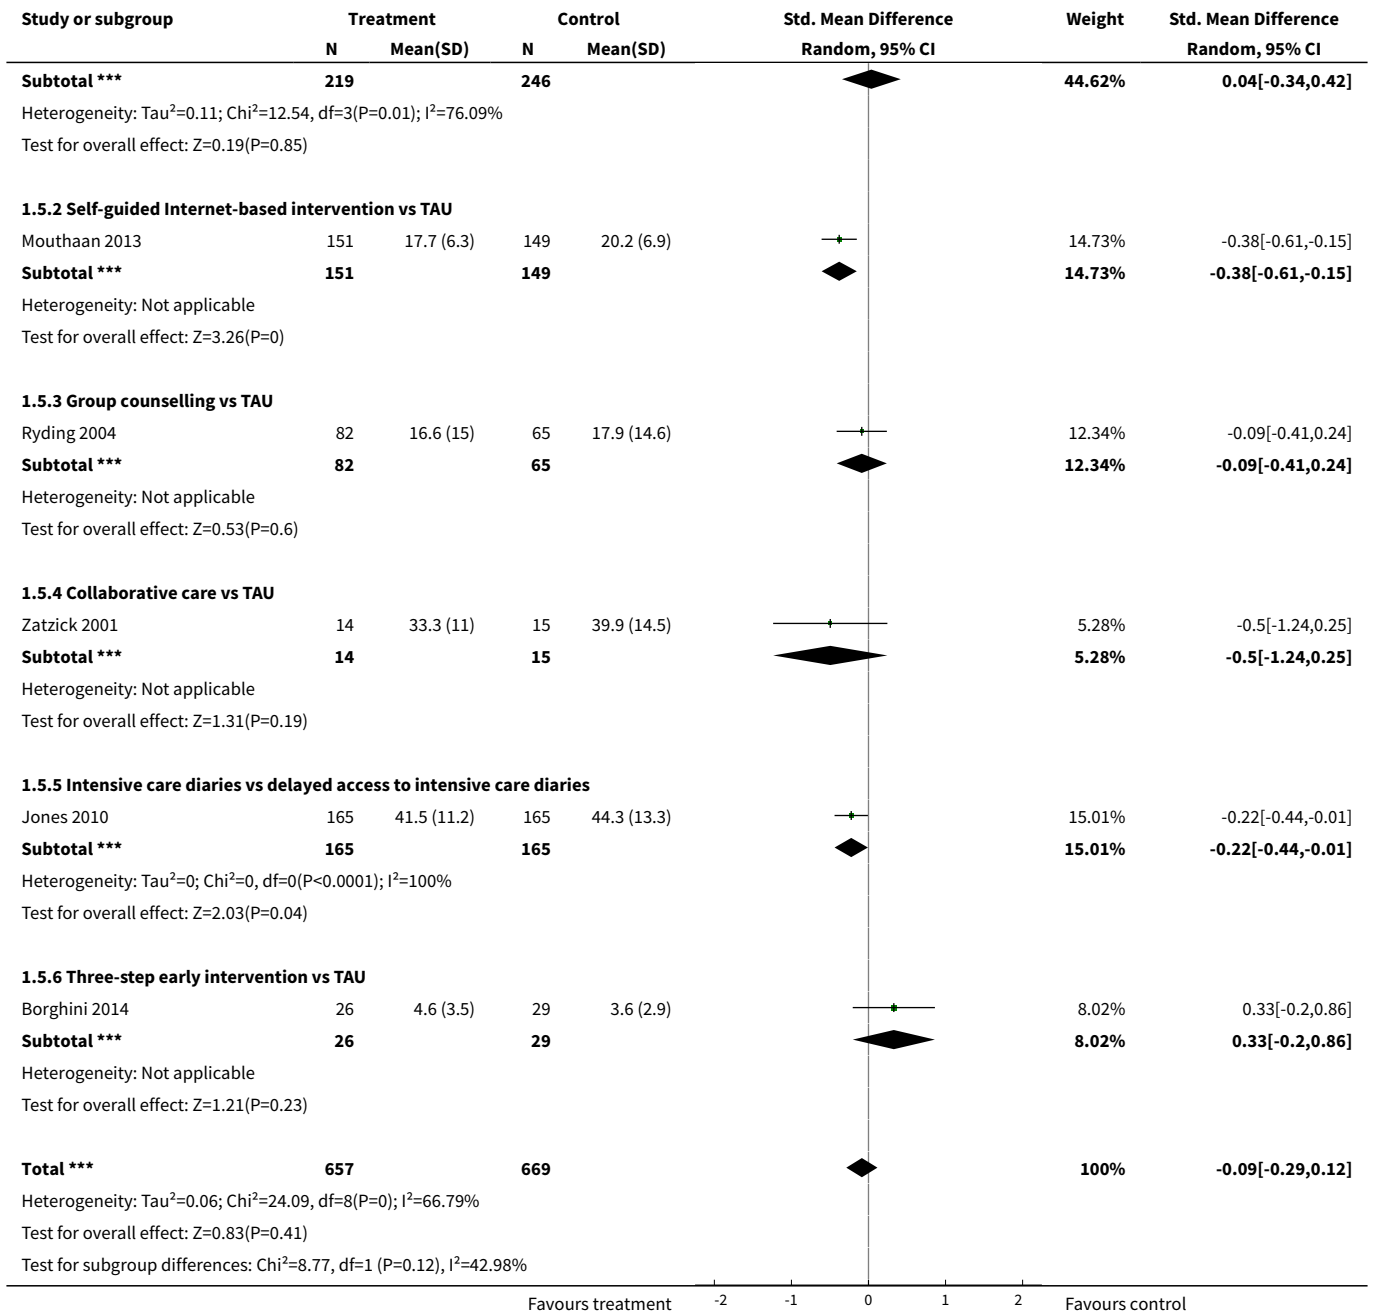 Study or subgroup Treatment Control Std. Mean Difference Weight Std. Mean Difference
N Mean(SD) N Mean(SD) Random, 95% CI Random, 95% CI
Subtotal *** 219 246 44.62% 0.04[-0.34,0.42]
Heterogeneity: Tau²=0.11; Chi²=12.54, df=3(P=0.01); I²=76.09%
Test for overall effect: Z=0.19(P=0.85)
1.5.2 Self-guided Internet-based intervention vs TAU
Mouthaan 2013 151 17.7 (6.3) 149 20.2 (6.9) 14.73% -0.38[-0.61,-0.15]
Subtotal *** 151 149 14.73% -0.38[-0.61,-0.15]
Heterogeneity: Not applicable
Test for overall effect: Z=3.26(P=0)
1.5.3 Group counselling vs TAU
Ryding 2004 82 16.6 (15) 65 17.9 (14.6) 12.34% -0.09[-0.41,0.24]
Subtotal *** 82 65 12.34% -0.09[-0.41,0.24]
Heterogeneity: Not applicable
Test for overall effect: Z=0.53(P=0.6)
1.5.4 Collaborative care vs TAU
Zatzick 2001 14 33.3 (11) 15 39.9 (14.5) 5.28% -0.5[-1.24,0.25]
Subtotal *** 14 15 5.28% -0.5[-1.24,0.25]
Heterogeneity: Not applicable
Test for overall effect: Z=1.31(P=0.19)
1.5.5 Intensive care diaries vs delayed access to intensive care diaries
Jones 2010 165 41.5 (11.2) 165 44.3 (13.3) 15.01% -0.22[-0.44,-0.01]
Subtotal *** 165 165 15.01% -0.22[-0.44,-0.01]
Heterogeneity: Tau²=0; Chi²=0, df=0(P<0.0001); I²=100%
Test for overall effect: Z=2.03(P=0.04)
1.5.6 Three-step early intervention vs TAU
Borghini 2014 26 4.6 (3.5) 29 3.6 (2.9) 8.02% 0.33[-0.2,0.86]
Subtotal *** 26 29 8.02% 0.33[-0.2,0.86]
Heterogeneity: Not applicable
Test for overall effect: Z=1.21(P=0.23)
Total *** 657 669 100% -0.09[-0.29,0.12]
Heterogeneity: Tau²=0.06; Chi²=24.09, df=8(P=0); I²=66.79%
Test for overall effect: Z=0.83(P=0.41)
Test for subgroup differences: Chi²=8.77, df=1 (P=0.12), I²=42.98%
Favours treatment -2 -1 0 1 2 Favours control